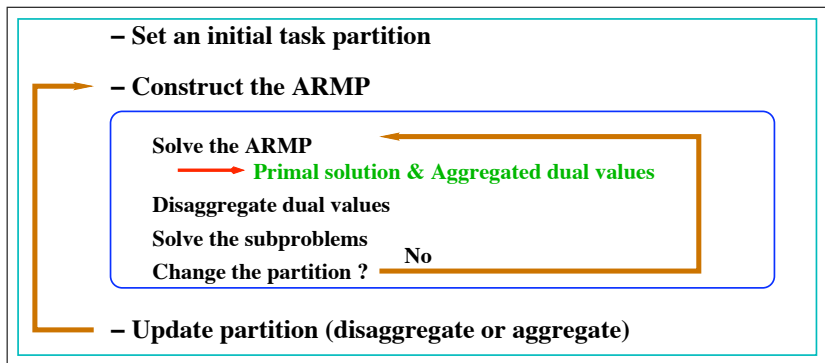 – Set an initial task partition
– Construct the ARMP
Solve the ARMP
Primal solution & Aggregated dual values
Disaggregate dual values
Solve the subproblems
Change the partition ?
No
– Update partition (disaggregate or aggregate)